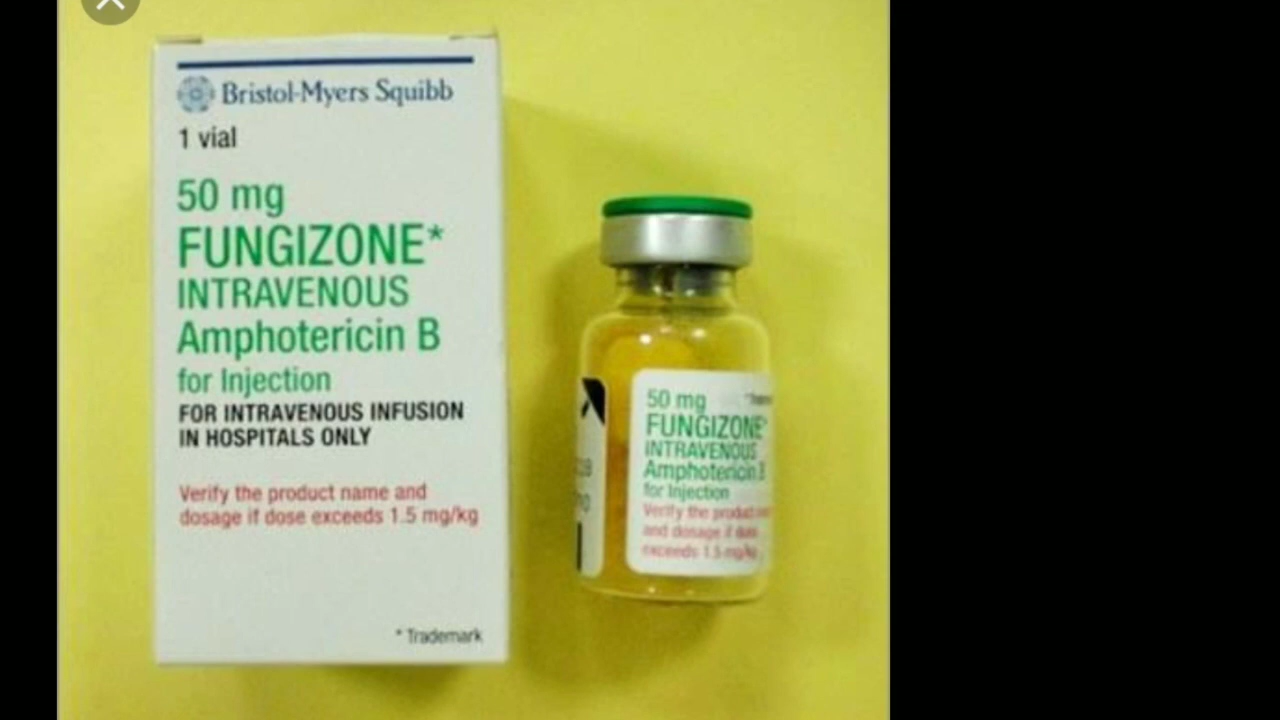 Bristol-Myers Squibb
1 vial
50 mg
FUNGIZONE*
INTRAVENOUS
Amphotericin B
for Injection
FOR INTRAVENOUS INFUSION
IN HOSPITALS ONLY
Verify the product name and
dosage if dose exceeds 1.5 mg/kg
* Trademark
50 mg
FUNGIZONE*
INTRAVENOUS
Amphotericin B
for Injection
Verify the product
and dosage if dose
exceeds 1.5 mg/kg